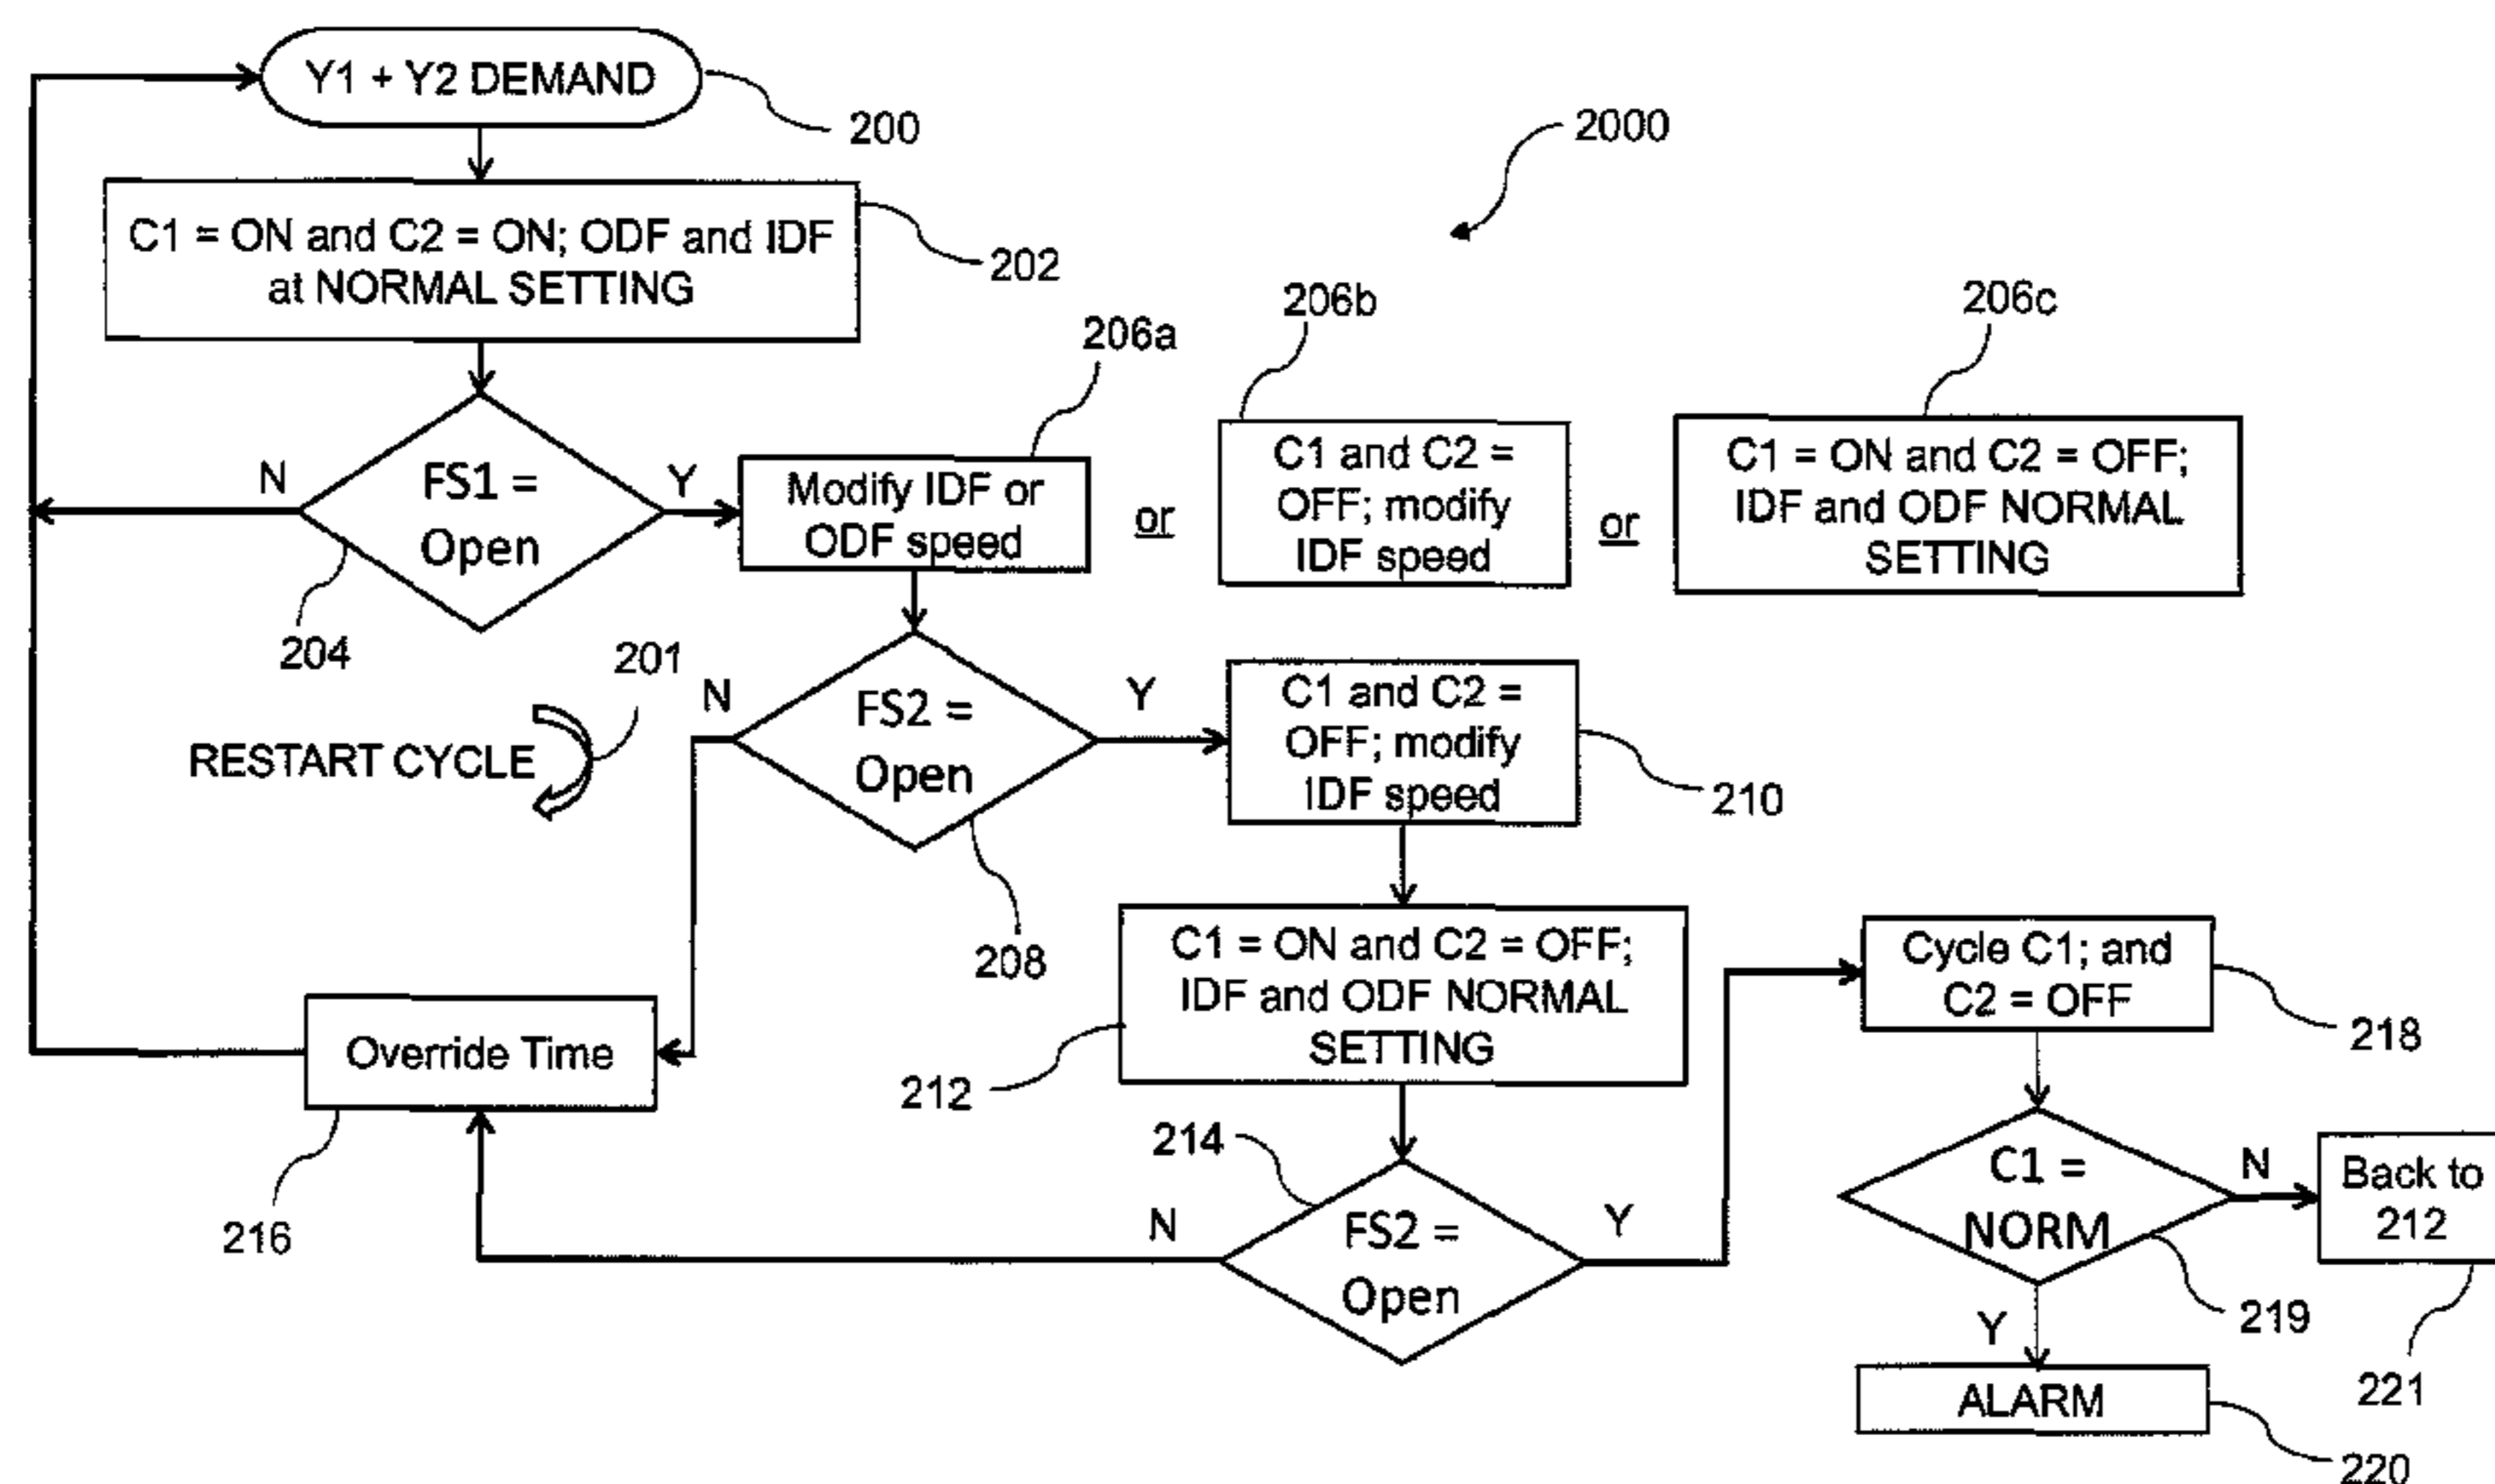 Y1 + Y2 DEMAND
200
2000
C1 = ON and C2 = ON; ODF and IDF
at NORMAL SETTING
202
206a
206b
206c
N
FS1 =
Open
Y
204
Modify IDF or
ODF speed
or
C1 and C2 =
OFF; modify
IDF speed
or
C1 = ON and C2 = OFF;
IDF and ODF NORMAL
SETTING
201
RESTART CYCLE
N
FS2 =
Open
Y
208
C1 and C2 =
OFF; modify
IDF speed
210
C1 = ON and C2 = OFF;
IDF and ODF NORMAL
SETTING
212
Override Time
216
214
N
FS2 =
Open
Y
Cycle C1; and
C2 = OFF
218
C1 =
NORM
N
Back to
212
219
221
Y
ALARM
220